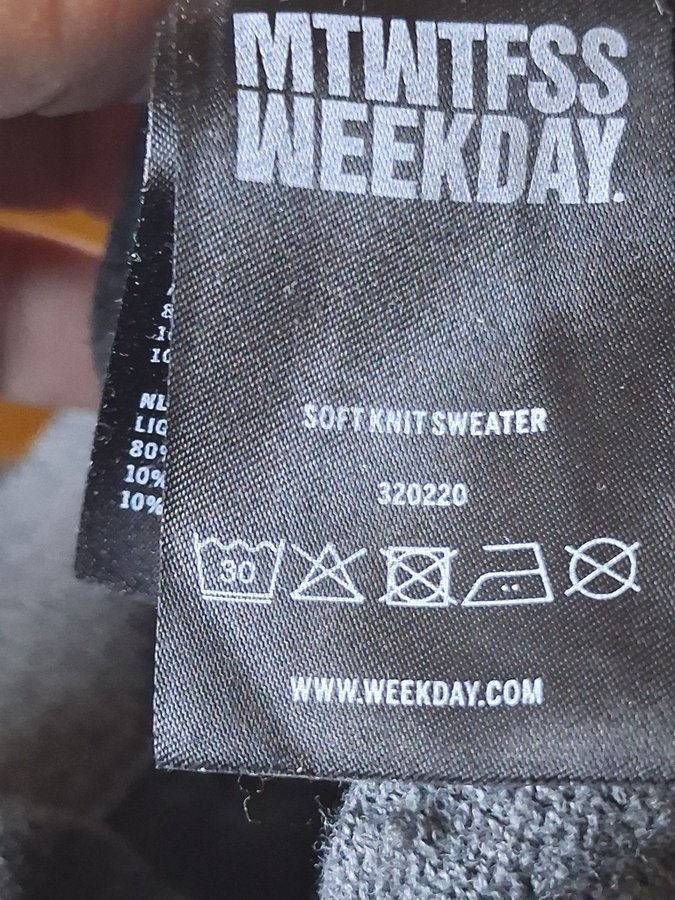 MTWTFSS
WEEKDAY.
SOFT KNIT SWEATER
320220
30
WWW.WEEKDAY.COM
NL
LIG
80%
10%
10%